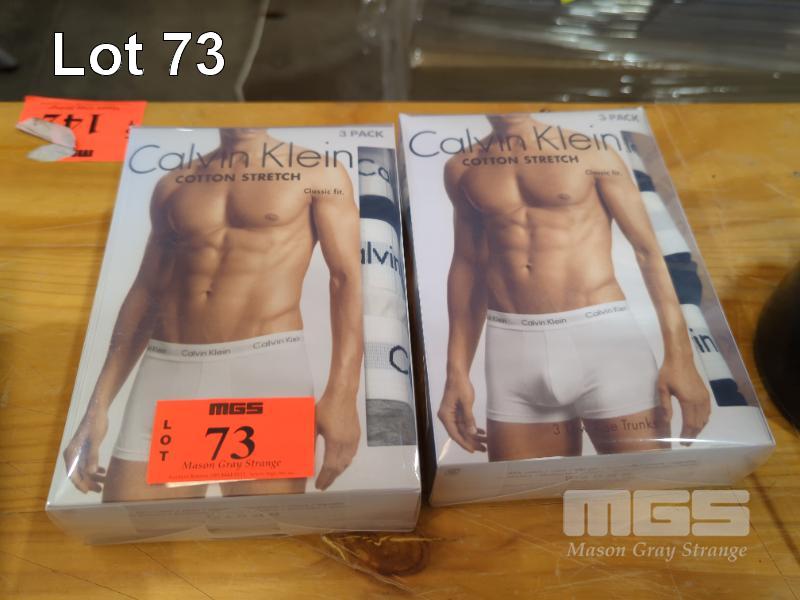 Lot 73
142
3 PACK
Calvin Klein
COTTON STRETCH
Classic fit.
Calvin Klein
Calvin Klein
MGS
LOT
73
Mason Gray Strange
3 PACK
Calvin Klein
COTTON STRETCH
Classic fit.
Calvin Klein
Calvin Klein
Trunks
MGS
Mason Gray Strange